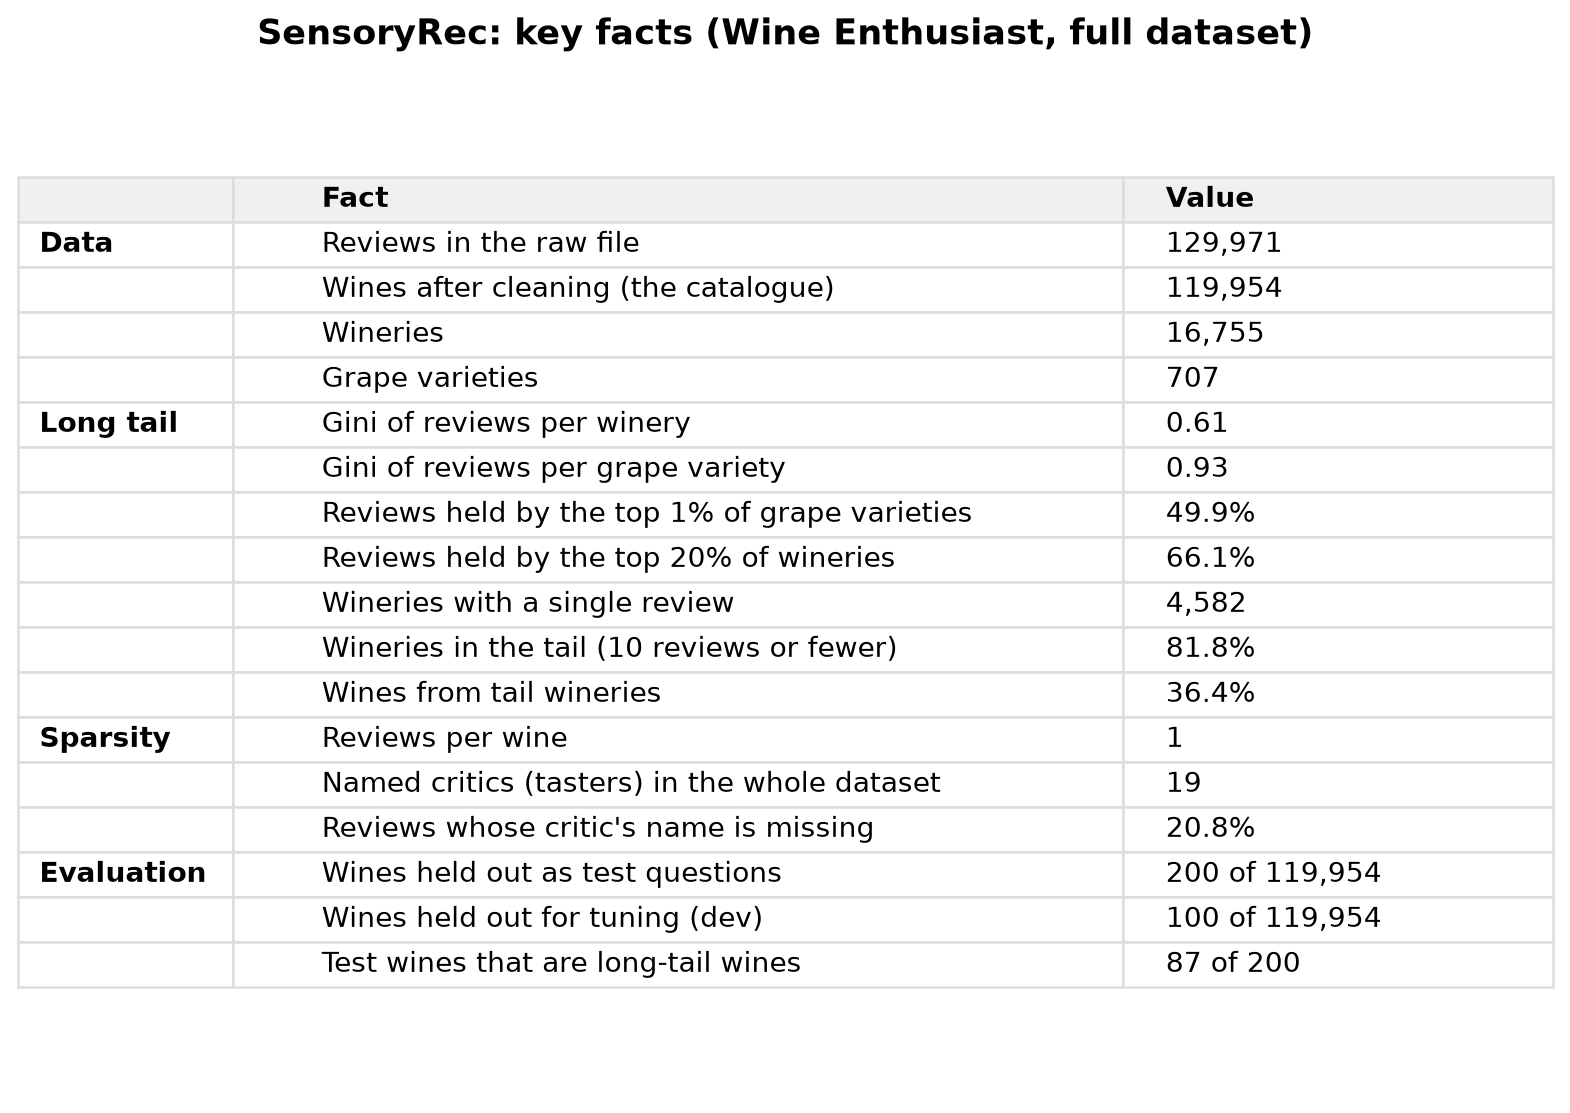 SensoryRec: key facts (Wine Enthusiast, full dataset)
Fact Value
Data Reviews in the raw file 129,971
Wines after cleaning (the catalogue) 119,954
Wineries 16,755
Grape varieties 707
Long tail Gini of reviews per winery 0.61
Gini of reviews per grape variety 0.93
Reviews held by the top 1% of grape varieties 49.9%
Reviews held by the top 20% of wineries 66.1%
Wineries with a single review 4,582
Wineries in the tail (10 reviews or fewer) 81.8%
Wines from tail wineries 36.4%
Sparsity Reviews per wine 1
Named critics (tasters) in the whole dataset 19
Reviews whose critic's name is missing 20.8%
Evaluation Wines held out as test questions 200 of 119,954
Wines held out for tuning (dev) 100 of 119,954
Test wines that are long-tail wines 87 of 200